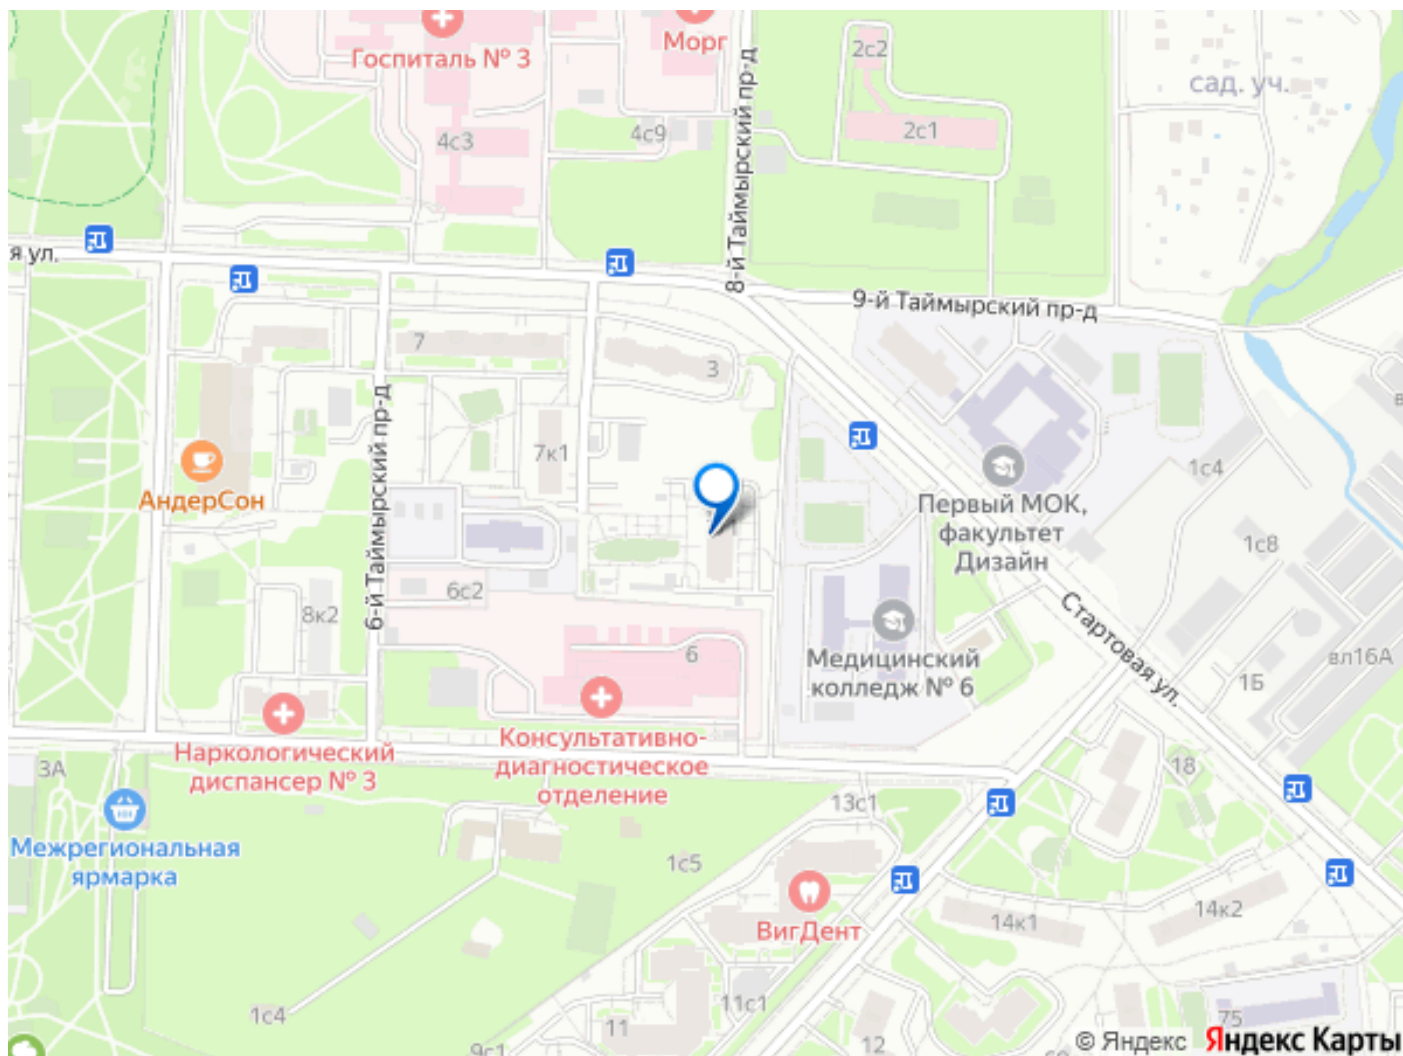 Госпиталь № 3
Морг
2с2
сад. уч.
4с3
4с9
2с1
8-й Таймырский пр-д
я ул.
9-й Таймырский пр-д
7
3
6-й Таймырский пр-д
7к1
АндерСон
1с4
Первый МОК,
факультет
Дизайн
1с8
6с2
8к2
Стартовая ул.
6
Медицинский
колледж № 6
вл16А
1Б
Наркологический
диспансер № 3
Консультативно-
диагностическое
отделение
3А
18
13с1
Межрегиональная
ярмарка
1с5
ВигДент
14к1
14к2
1с4
11с1
11
9с1
12
75
© Яндекс Яндекс Карты